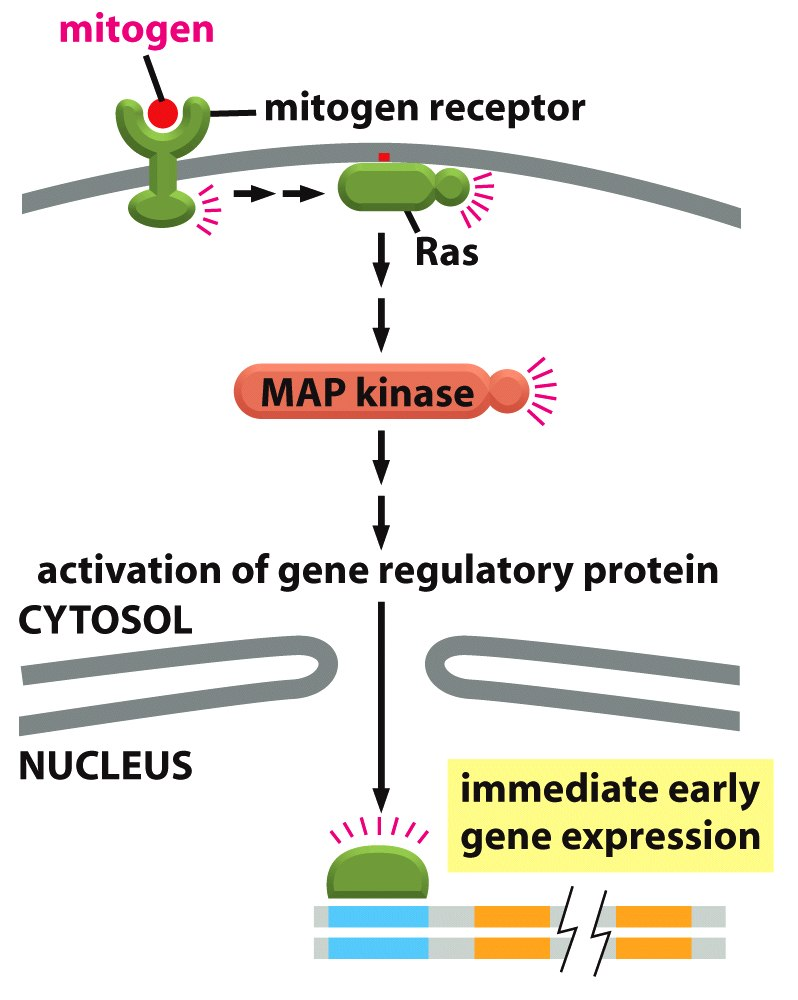 mitogen
mitogen receptor
Ras
MAP kinase
activation of gene regulatory protein
CYTOSOL
NUCLEUS
immediate early
gene expression